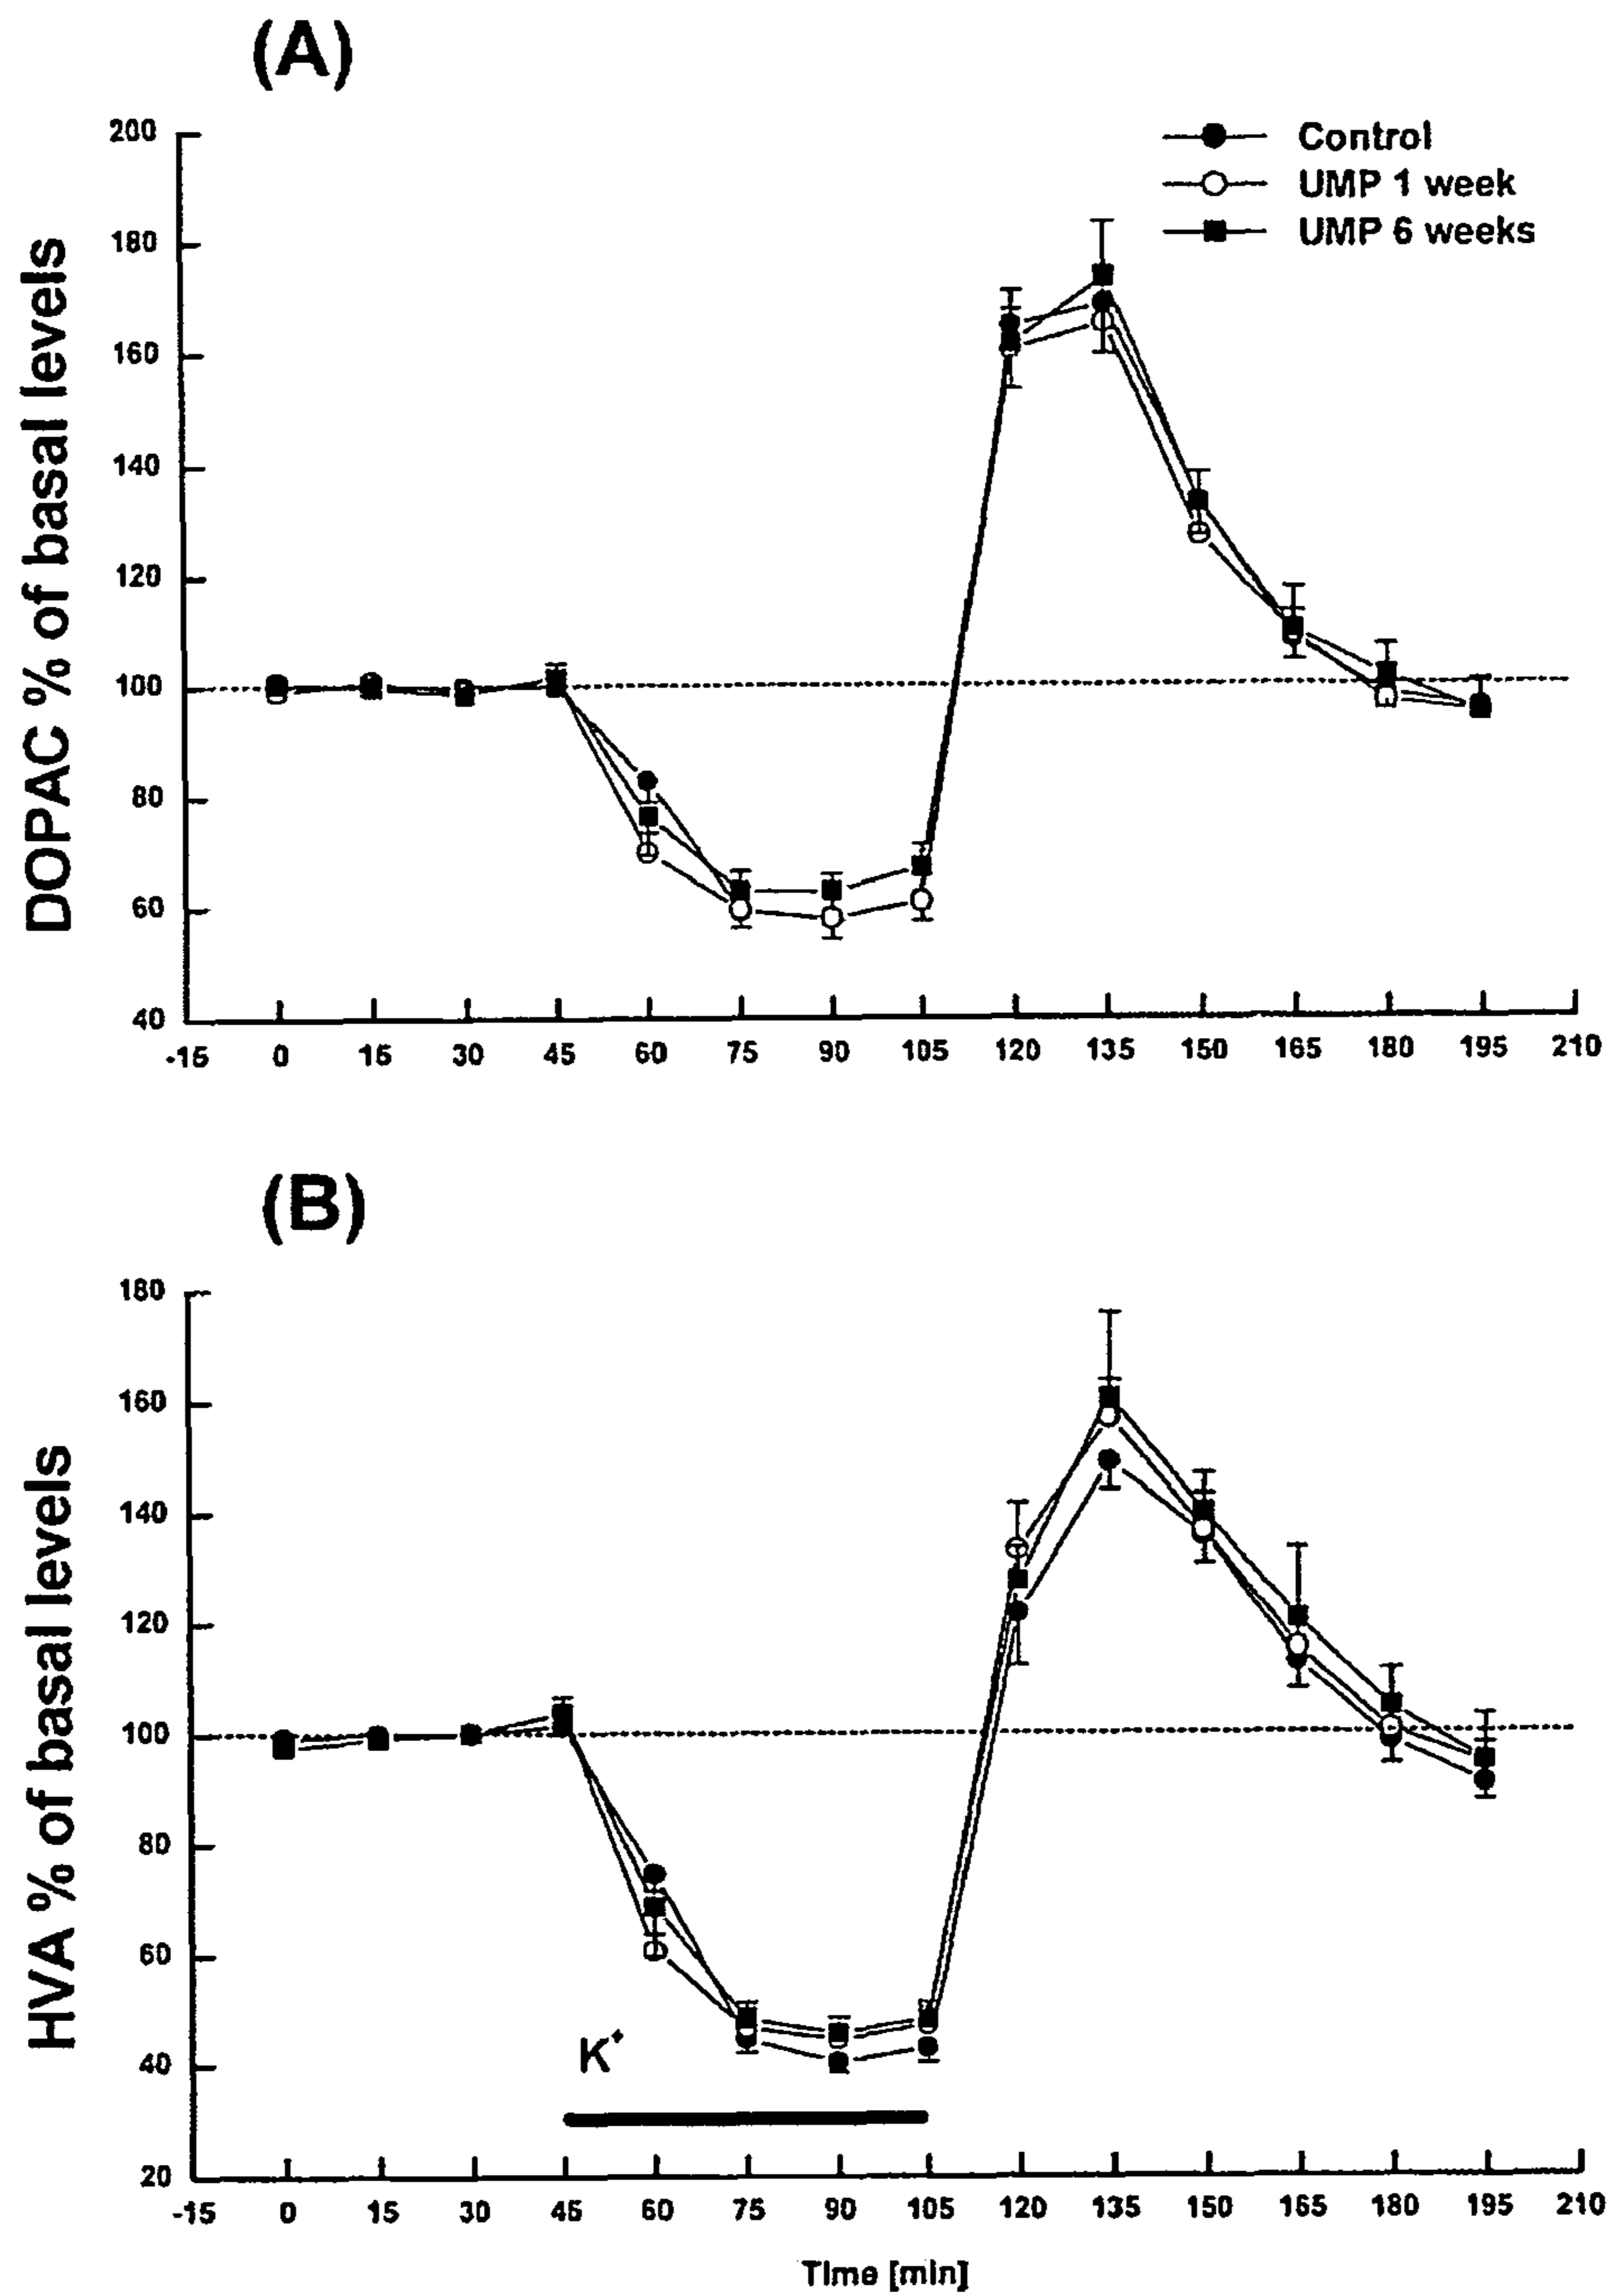 (A)
DOPAC % of basal levels
200
180
160
140
120
100
80
60
40
Control
UMP 1 week
UMP 6 weeks
-15 0 15 30 45 60 75 90 105 120 135 150 165 180 195 210
(B)
HVA % of basal levels
180
160
140
120
100
80
60
40
20
K+
-15 0 15 30 45 60 75 90 105 120 135 150 165 180 195 210
Time [min]